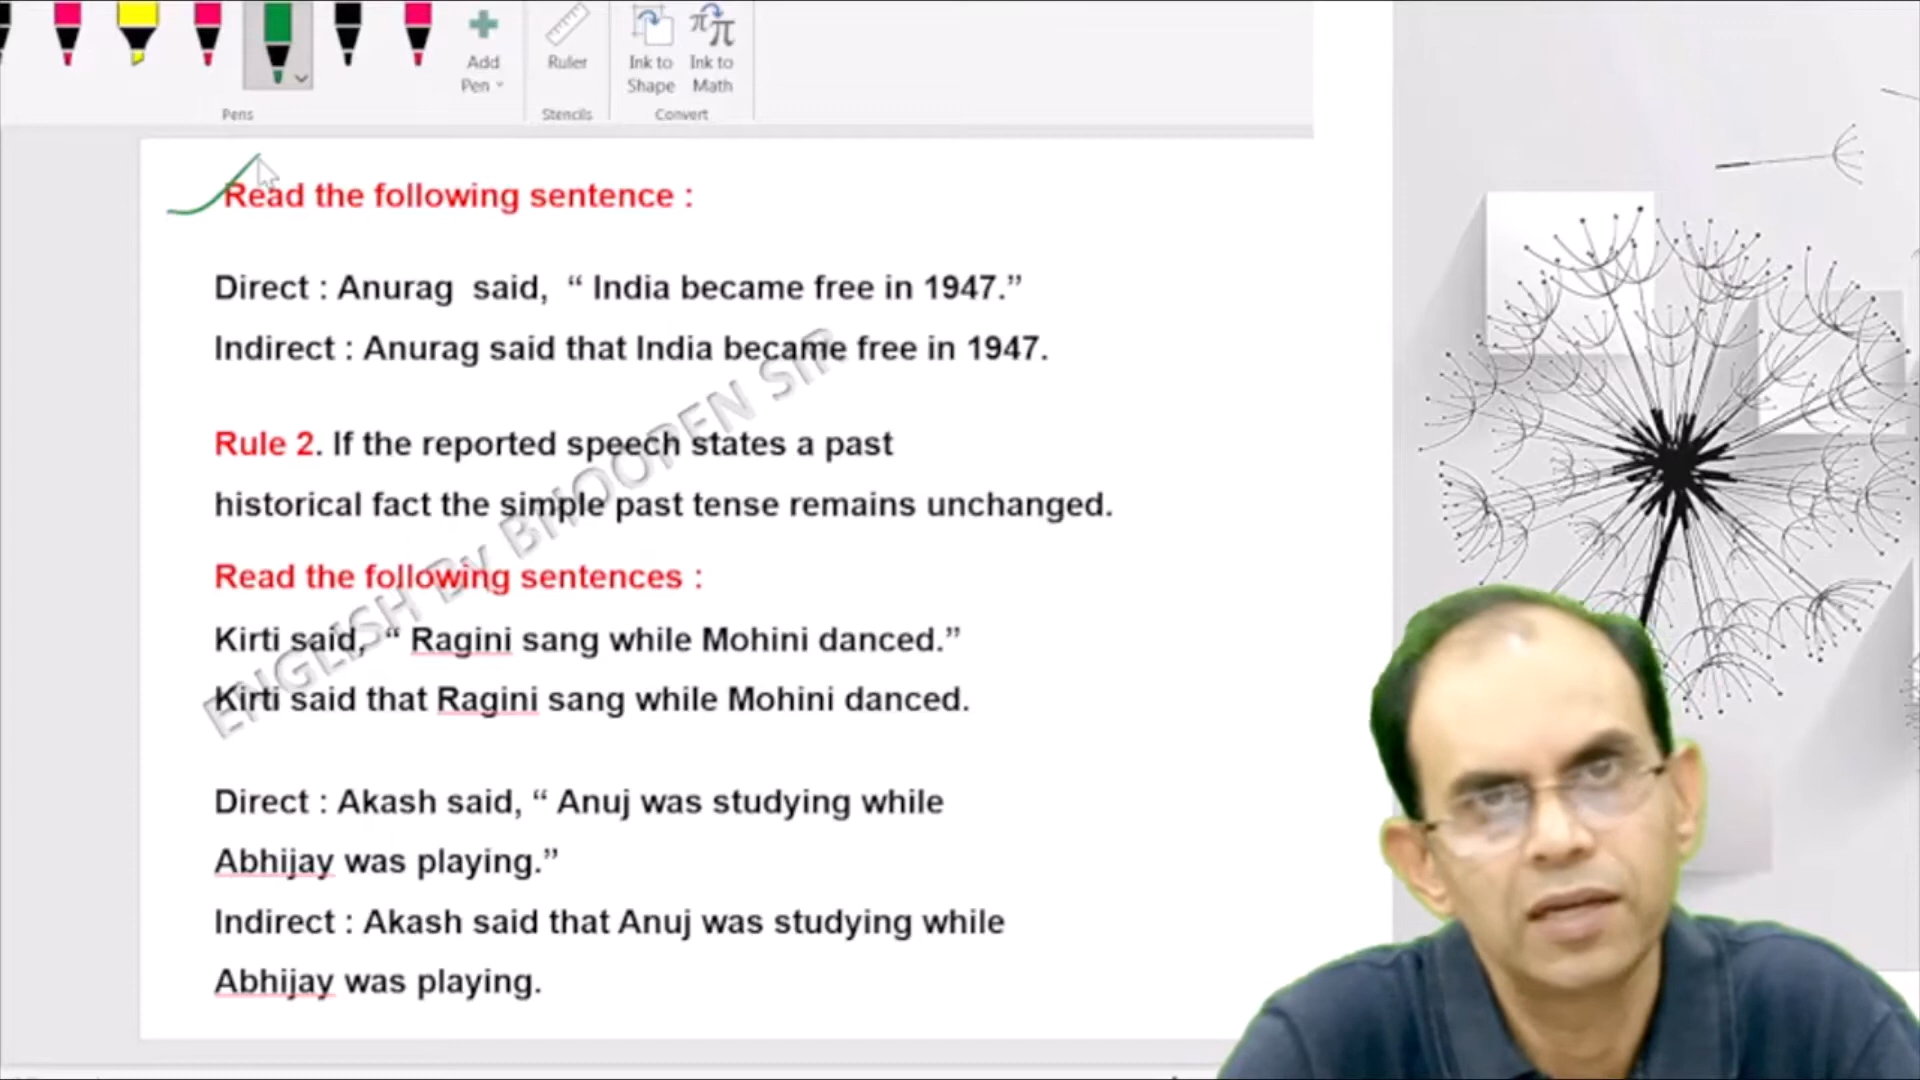 Add
Pen
Ruler
Ink to
Shape
Ink to
Math
Pens
Stencils
Convert
Read the following sentence :
Direct : Anurag said, “ India became free in 1947.”
Indirect : Anurag said that India became free in 1947.
Rule 2. If the reported speech states a past
historical fact the simple past tense remains unchanged.
Read the following sentences :
Kirti said, “ Ragini sang while Mohini danced.”
Kirti said that Ragini sang while Mohini danced.
Direct : Akash said, “ Anuj was studying while
Abhijay was playing.”
Indirect : Akash said that Anuj was studying while
Abhijay was playing.
ENGLISH By BHOOPEN SIR